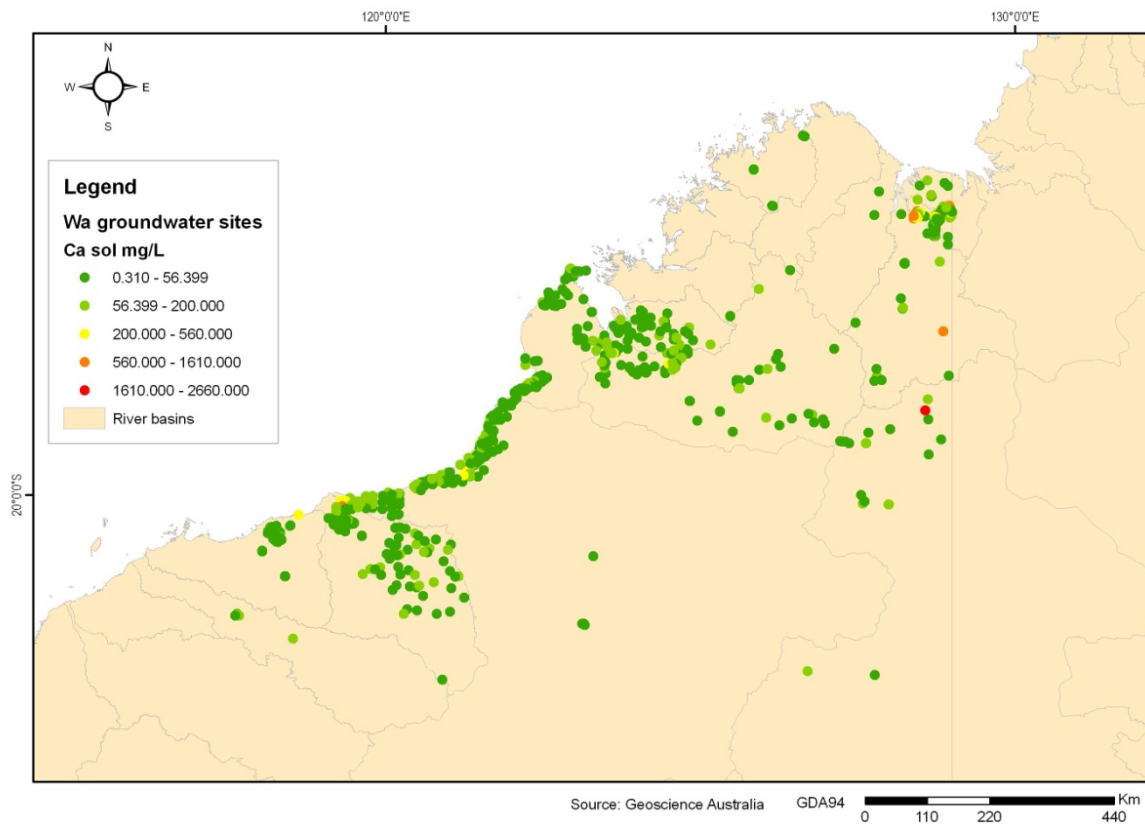 120°0'0"E
130°0'0"E
N
W E
S
Legend
Wa groundwater sites
Ca sol mg/L
0.310 - 56.399
56.399 - 200.000
200.000 - 560.000
560.000 - 1610.000
1610.000 - 2660.000
River basins
20°0'0"S
Source: Geoscience Australia
GDA94
Km
0 110 220 440